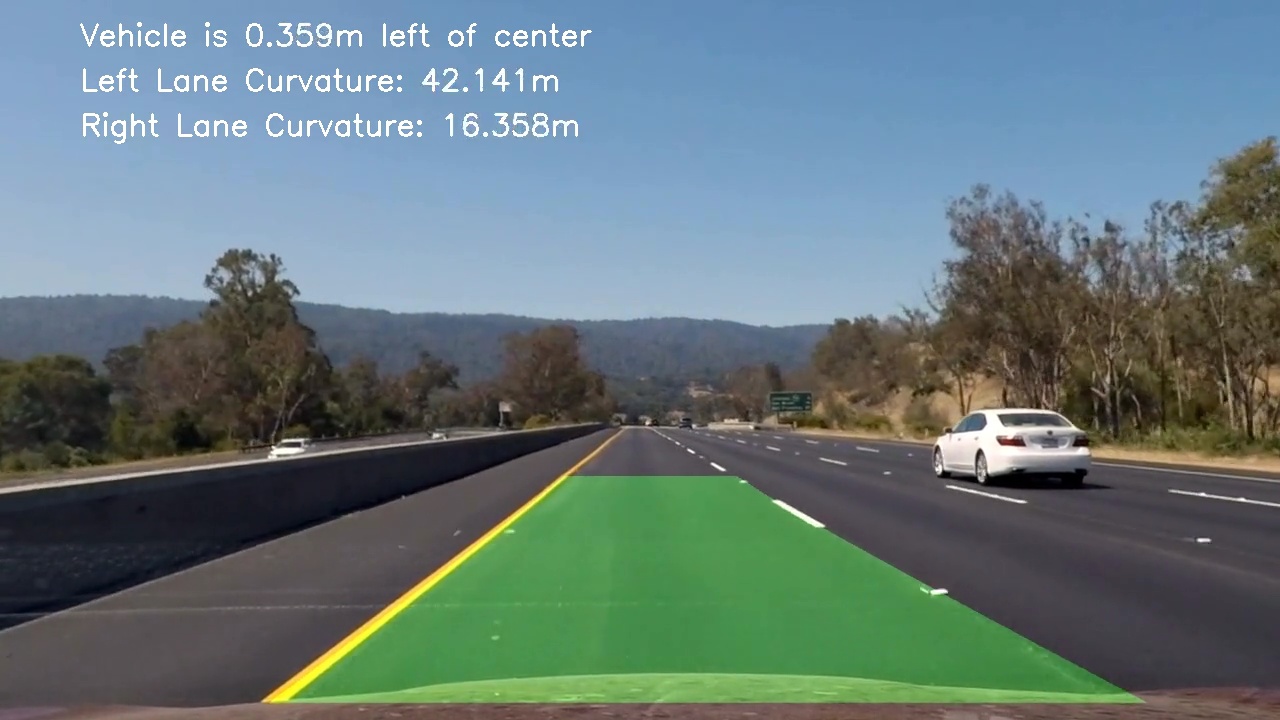 Vehicle is 0.359m left of center
Left Lane Curvature: 42.141m
Right Lane Curvature: 16.358m